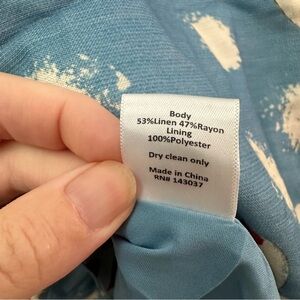 Body
53%Linen 47%Rayon
Lining
100%Polyester
Dry clean only
Made in China
RN# 143037